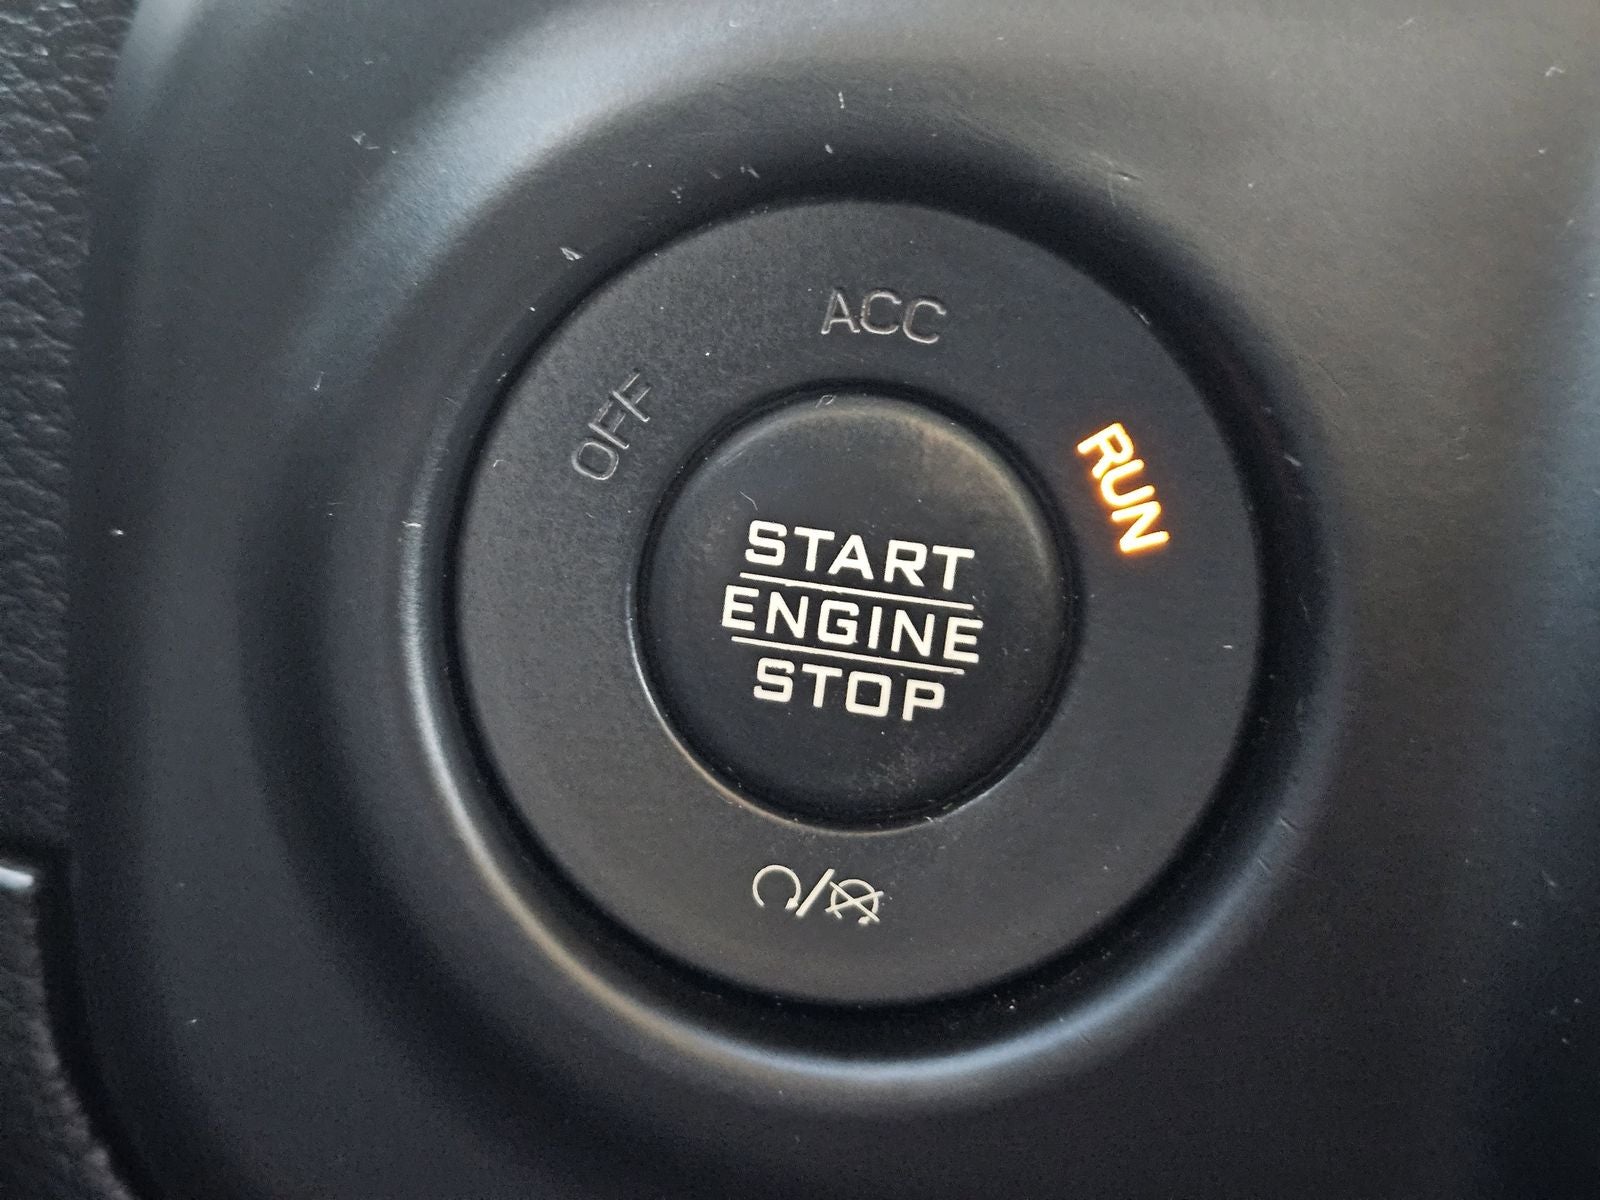 ACC
OFF
RUN
START
ENGINE
STOP